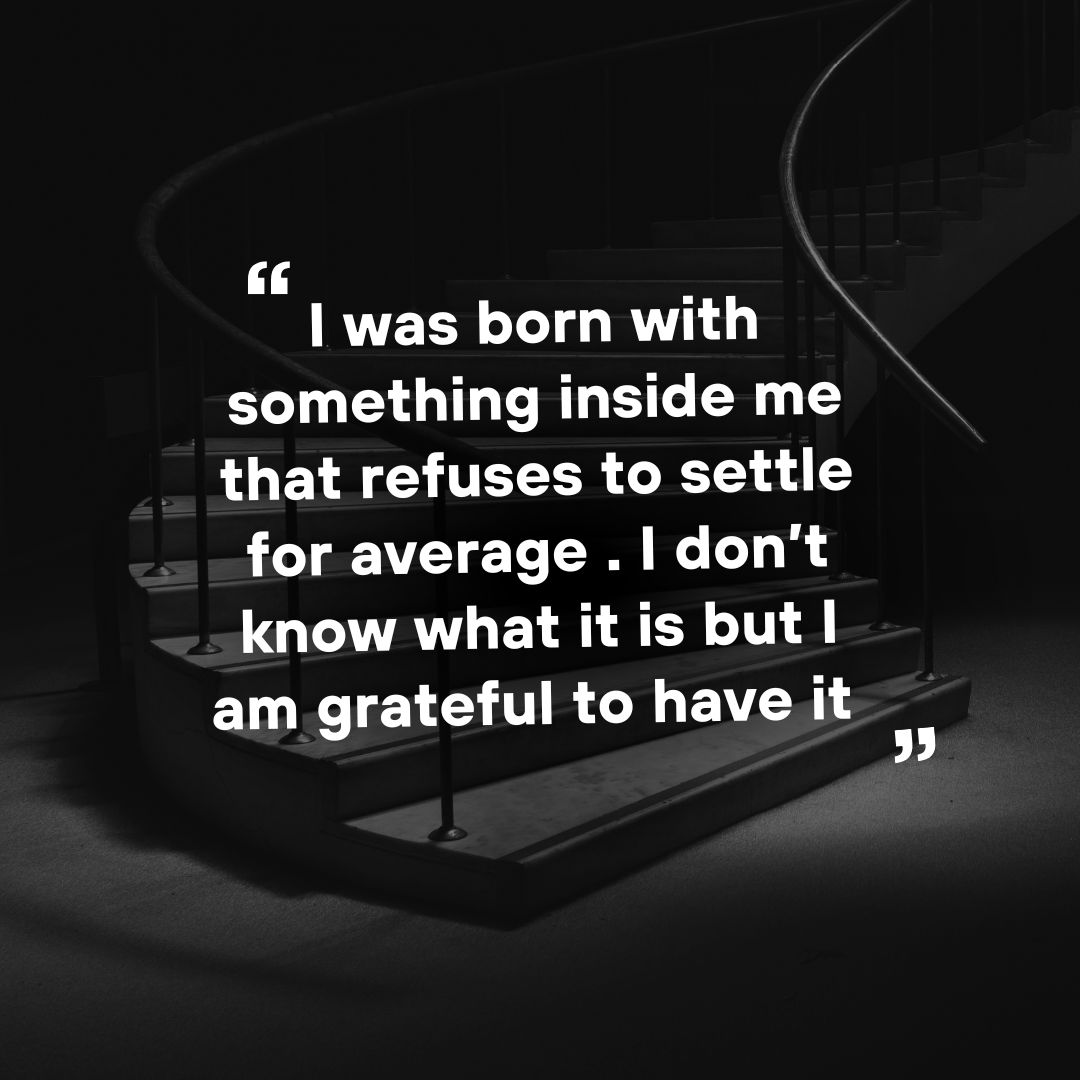 “ I was born with
something inside me
that refuses to settle
for average . I don’t
know what it is but I
am grateful to have it
”